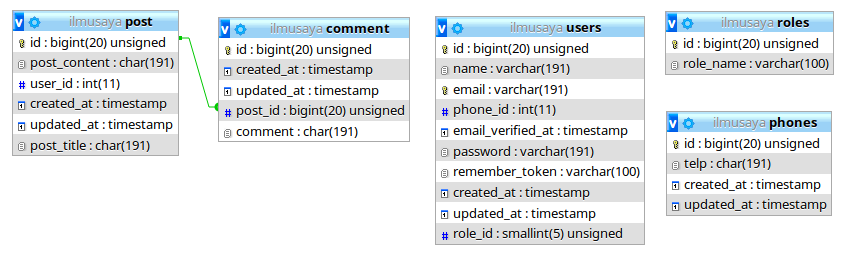 ilmusaya post
id : bigint(20) unsigned
post_content : char(191)
user_id : int(11)
created_at : timestamp
updated_at : timestamp
post_title : char(191)
ilmusaya comment
id : bigint(20) unsigned
created_at : timestamp
updated_at : timestamp
post_id : bigint(20) unsigned
comment : char(191)
ilmusaya users
id : bigint(20) unsigned
name : varchar(191)
email : varchar(191)
phone_id : int(11)
email_verified_at : timestamp
password : varchar(191)
remember_token : varchar(100)
created_at : timestamp
updated_at : timestamp
role_id : smallint(5) unsigned
ilmusaya roles
id : bigint(20) unsigned
role_name : varchar(100)
ilmusaya phones
id : bigint(20) unsigned
telp : char(191)
created_at : timestamp
updated_at : timestamp